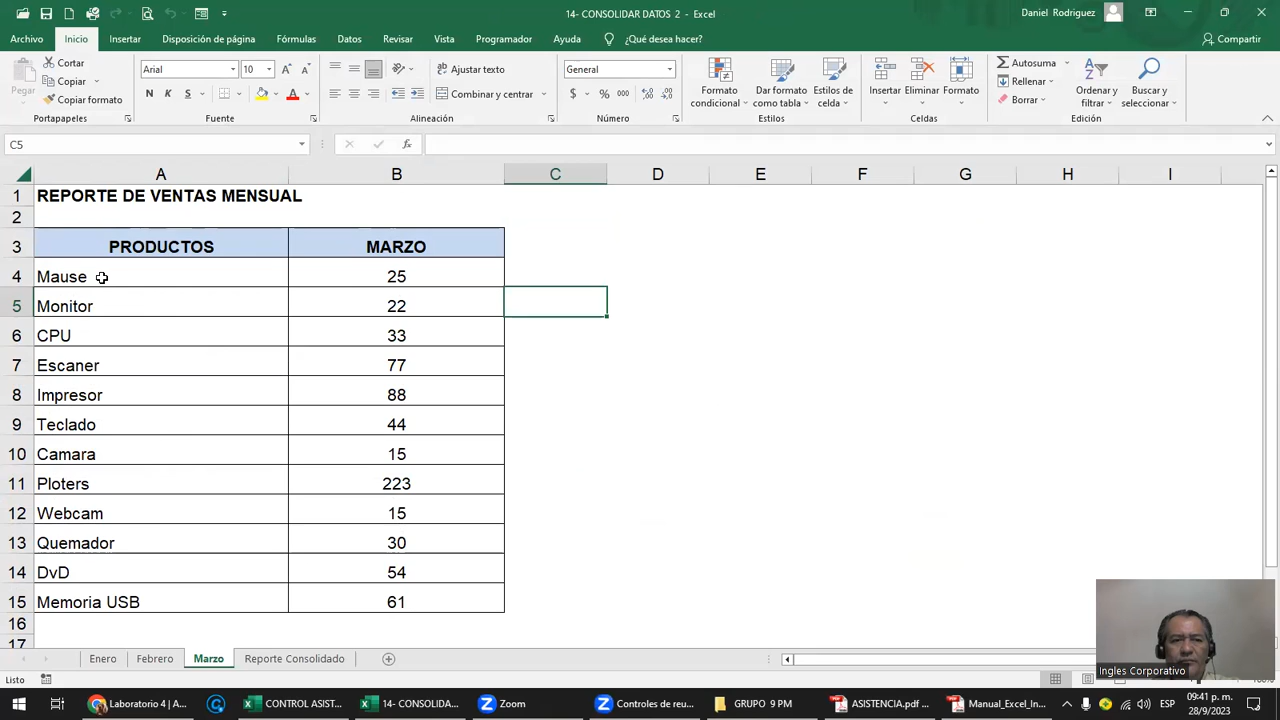 14- CONSOLIDAR DATOS 2 - Excel
Daniel Rodriguez
Archivo Inicio Insertar Disposición de página Fórmulas Datos Revisar Vista Programador Ayuda ¿Qué desea hacer? Compartir
Pegar
Cortar
Copiar
Copiar formato
Portapapeles
Arial 10
N K S
Fuente
Ajustar texto
Combinar y centrar
Alineación
General
$ % 000
Número
Formato condicional
Dar formato como tabla
Estilos de celda
Estilos
Insertar Eliminar Formato
Celdas
Autosuma
Rellenar
Borrar
Ordenar y filtrar
Buscar y seleccionar
Edición
C5
A B C D E F G H I
1 REPORTE DE VENTAS MENSUAL
2
3 PRODUCTOS MARZO
4 Mause 25
5 Monitor 22
6 CPU 33
7 Escaner 77
8 Impresor 88
9 Teclado 44
10 Camara 15
11 Ploters 223
12 Webcam 15
13 Quemador 30
14 DvD 54
15 Memoria USB 61
16
17
Ingles Corporativo
Enero Febrero Marzo Reporte Consolidado
Listo
Laboratorio 4 | A... CONTROL ASIST... 14- CONSOLIDA... Zoom Controles de reu... GRUPO 9 PM ASISTENCIA.pdf ... Manual_Excel_In... ESP
09:41 p. m.
28/9/2023